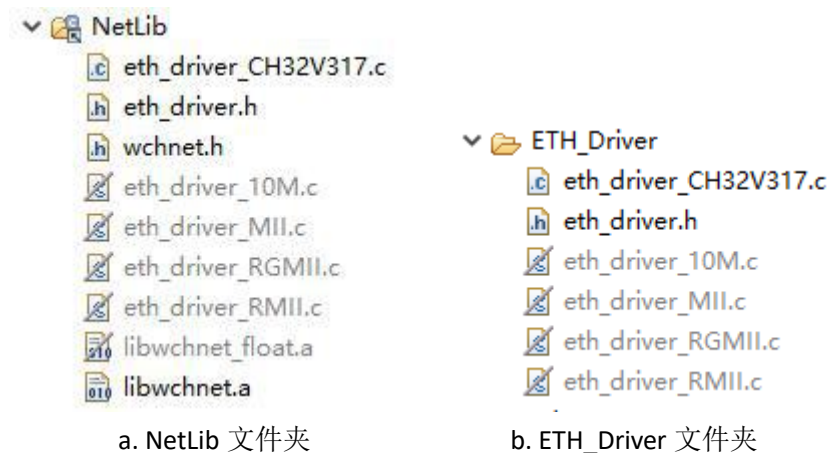 NetLib
eth_driver_CH32V317.c
eth_driver.h
wchnet.h
eth_driver_10M.c
eth_driver_MII.c
eth_driver_RGMII.c
eth_driver_RMII.c
libwchnet_float.a
libwchnet.a
a. NetLib 文件夹
ETH_Driver
eth_driver_CH32V317.c
eth_driver.h
eth_driver_10M.c
eth_driver_MII.c
eth_driver_RGMII.c
eth_driver_RMII.c
b. ETH_Driver 文件夹